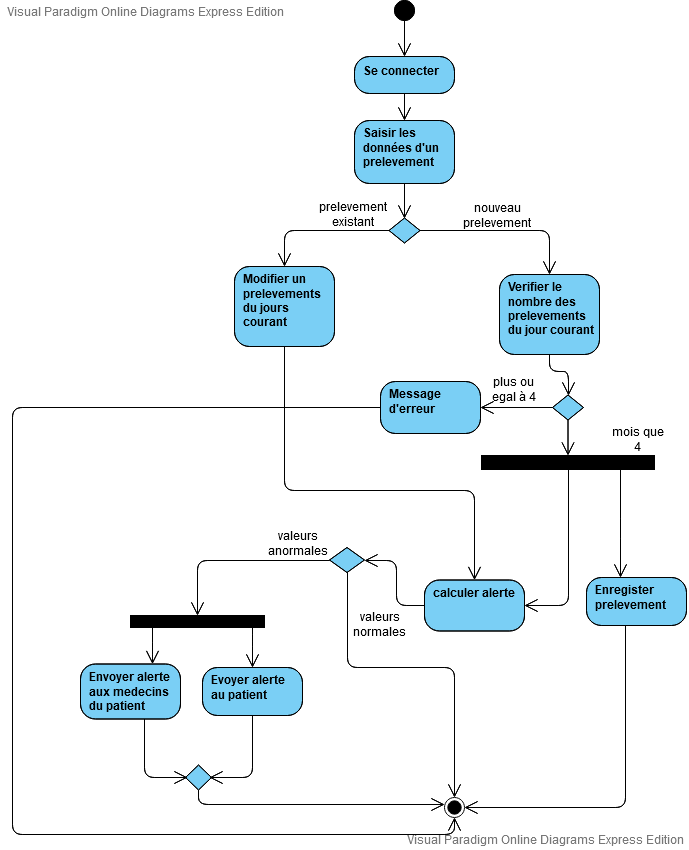 Visual Paradigm Online Diagrams Express Edition
Se connecter
Saisir les
données d'un
prelevement
prelevement
existant
nouveau
prelevement
Modifier un
prelevements
du jours
courant
Verifier le
nombre des
prelevements
du jour courant
Message
d'erreur
plus ou
egal à 4
mois que
4
valeurs
anormales
calculer alerte
Enregister
prelevement
valeurs
normales
Envoyer alerte
aux medecins
du patient
Evoyer alerte
au patient
Visual Paradigm Online Diagrams Express Edition